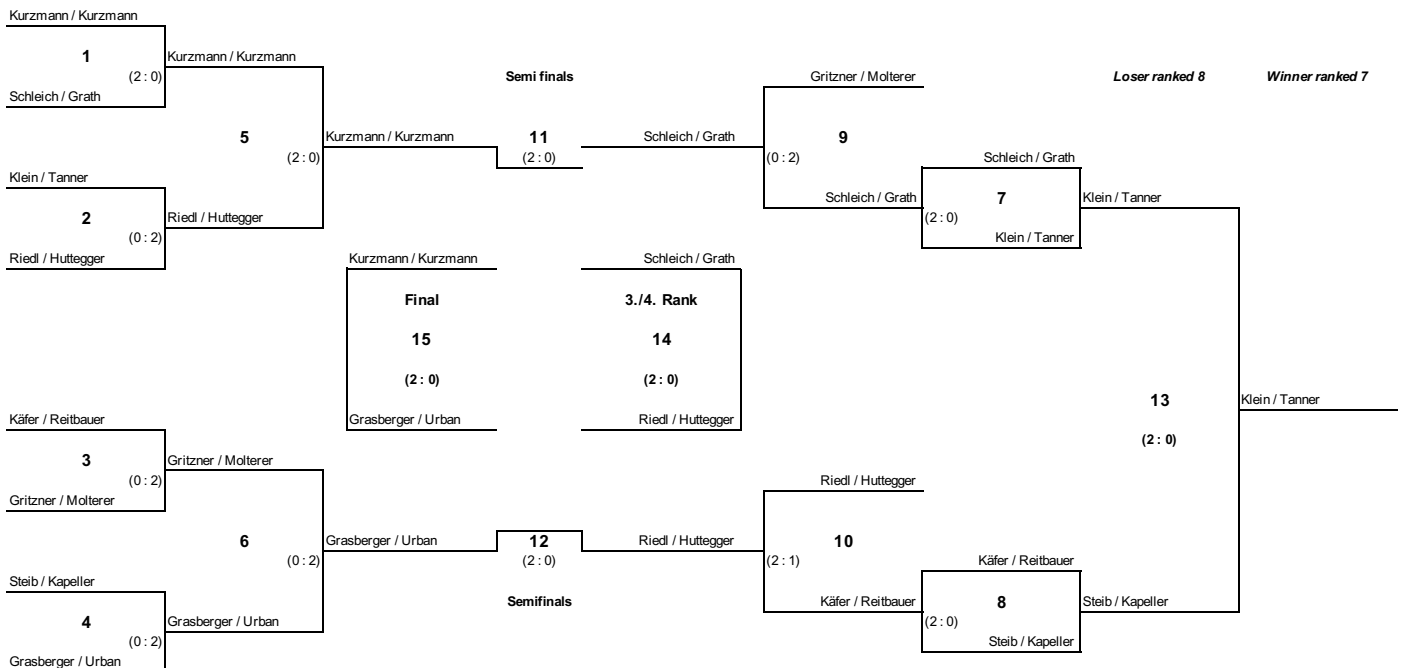 Kurzmann / Kurzmann
1 Kurzmann / Kurzmann
(2 : 0) Semi finals Gritzner / Molterer Loser ranked 8 Winner ranked 7
Schleich / Grath
5 Kurzmann / Kurzmann 11 Schleich / Grath 9
(2 : 0) (2 : 0) (0 : 2) Schleich / Grath
Klein / Tanner
2 Riedl / Huttegger Schleich / Grath 7 Klein / Tanner
(0 : 2) (2 : 0) Klein / Tanner
Riedl / Huttegger Kurzmann / Kurzmann Schleich / Grath
Final 3./4. Rank
15 14
(2 : 0) (2 : 0)
13 Klein / Tanner
Käfer / Reitbauer Grasberger / Urban Riedl / Huttegger
(2 : 0)
3 Gritzner / Molterer
(0 : 2) Riedl / Huttegger
Gritzner / Molterer
6 Grasberger / Urban 12 Riedl / Huttegger 10
(0 : 2) (2 : 0) (2 : 1) Käfer / Reitbauer
Steib / Kapeller
Semifinals Käfer / Reitbauer 8 Steib / Kapeller
4 Grasberger / Urban
(0 : 2) (2 : 0) Steib / Kapeller
Grasberger / Urban